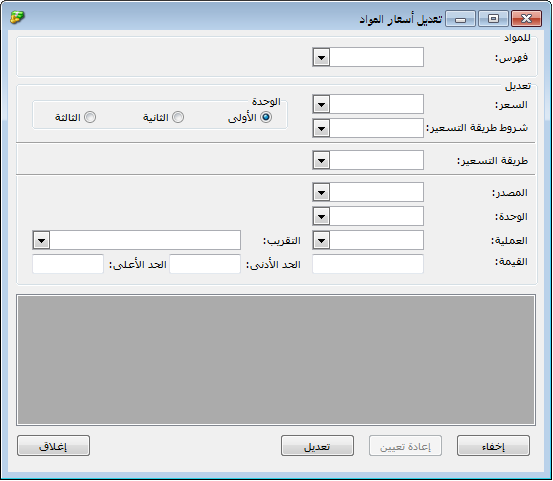 تعديل أسعار المواد
للمواد
فهرس:
تعديل
السعر:
الوحدة
الأولى الثانية الثالثة
شروط طريقة التسعير:
طريقة التسعير:
المصدر:
الوحدة:
العملية: التقريب:
القيمة: الحد الأدنى: الحد الأعلى:
إخفاء إعادة تعيين تعديل إغلاق